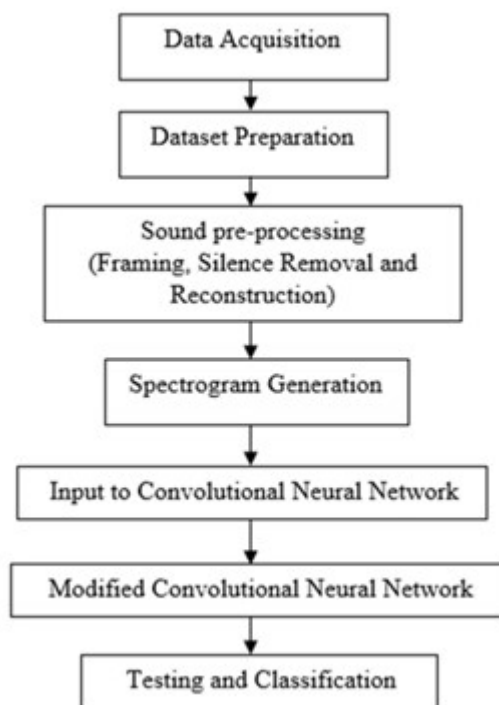 Data Acquisition
Dataset Preparation
Sound pre-processing
(Framing, Silence Removal and
Reconstruction)
Spectrogram Generation
Input to Convolutional Neural Network
Modified Convolutional Neural Network
Testing and Classification